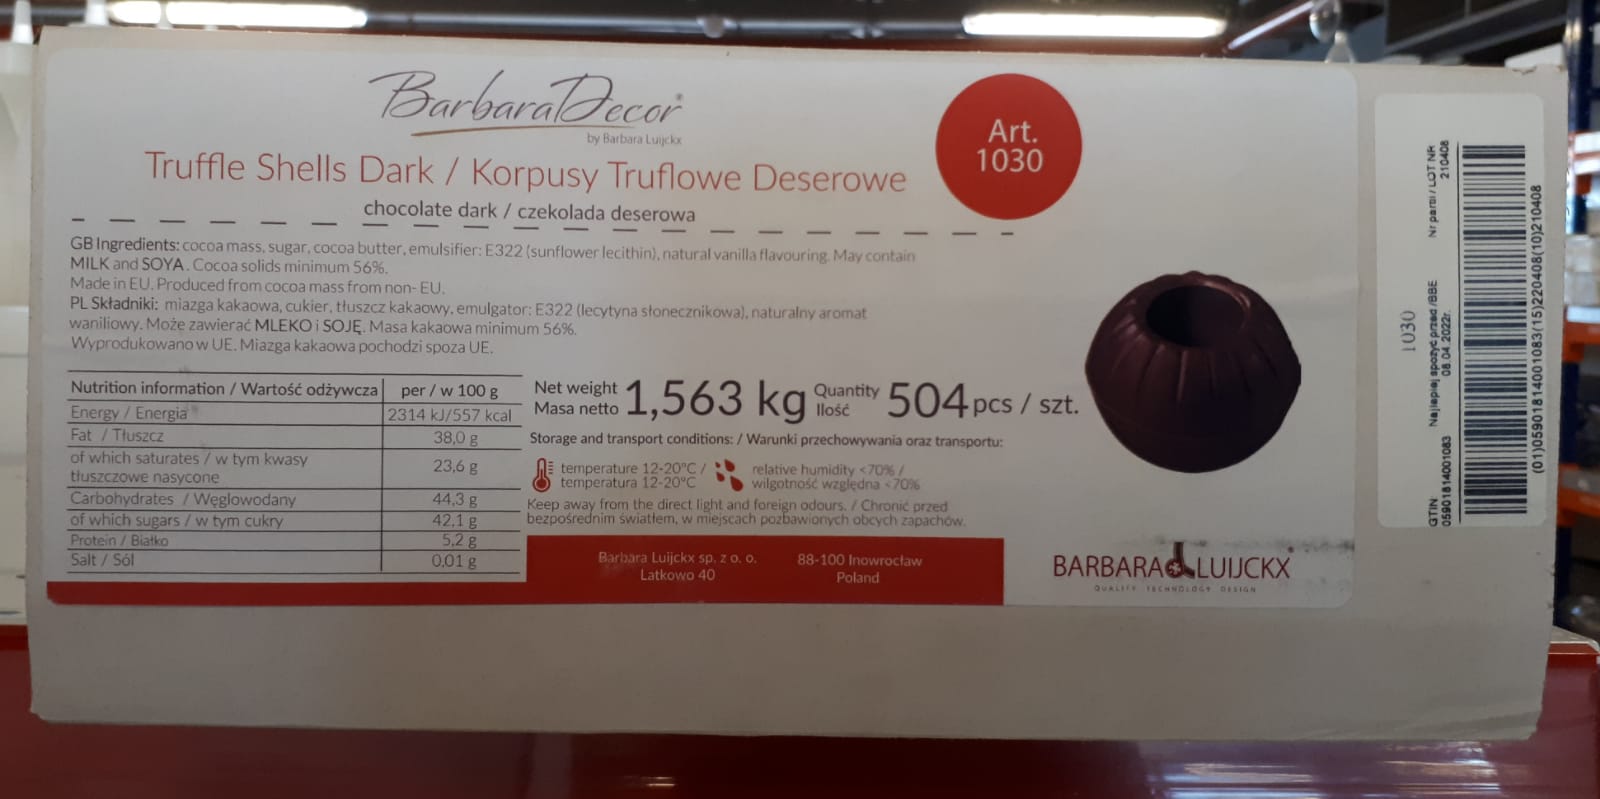 BarbaraDecor®
by Barbara Luijckx
Art.
1030
Truffle Shells Dark / Korpusy Truflowe Deserowe
chocolate dark / czekolada deserowa
GB Ingredients: cocoa mass, sugar, cocoa butter, emulsifier: E322 (sunflower lecithin), natural vanilla flavouring. May contain
MILK and SOYA. Cocoa solids minimum 56%.
Made in EU. Produced from cocoa mass from non- EU.
PL Składniki: miazga kakaowa, cukier, tłuszcz kakaowy, emulgator: E322 (lecytyna słonecznikowa), naturalny aromat
waniliowy. Może zawierać MLEKO i SOJĘ. Masa kakaowa minimum 56%.
Wyprodukowano w UE. Miazga kakaowa pochodzi spoza UE.
Nutrition information / Wartość odżywcza per / w 100 g
Energy / Energia 2314 kJ/557 kcal
Fat / Tłuszcz 38,0 g
of which saturates / w tym kwasy
tłuszczowe nasycone 23,6 g
Carbohydrates / Węglowodany 44,3 g
of which sugars / w tym cukry 42,1 g
Protein / Białko 5,2 g
Salt / Sól 0,01 g
Net weight
Masa netto
1,563 kg
Quantity
Ilość
504 pcs / szt.
Storage and transport conditions: / Warunki przechowywania oraz transportu:
temperature 12-20°C /
temperatura 12-20°C
relative humidity <70% /
wilgotność względna <70%
Keep away from the direct light and foreign odours. / Chronić przed
bezpośrednim światłem, w miejscach pozbawionych obcych zapachów.
Barbara Luijckx sp. z o. o.
Latkowo 40
88-100 Inowrocław
Poland
BARBARA LUIJCKX®
QUALITY TECHNOLOGY DESIGN
1030
GTIN
05901814001083
Najlepiej spożyć przed /BBE
08.04.2022r.
Nr partii / LOT NR
210408
(01)05901814001083(15)220408(10)210408